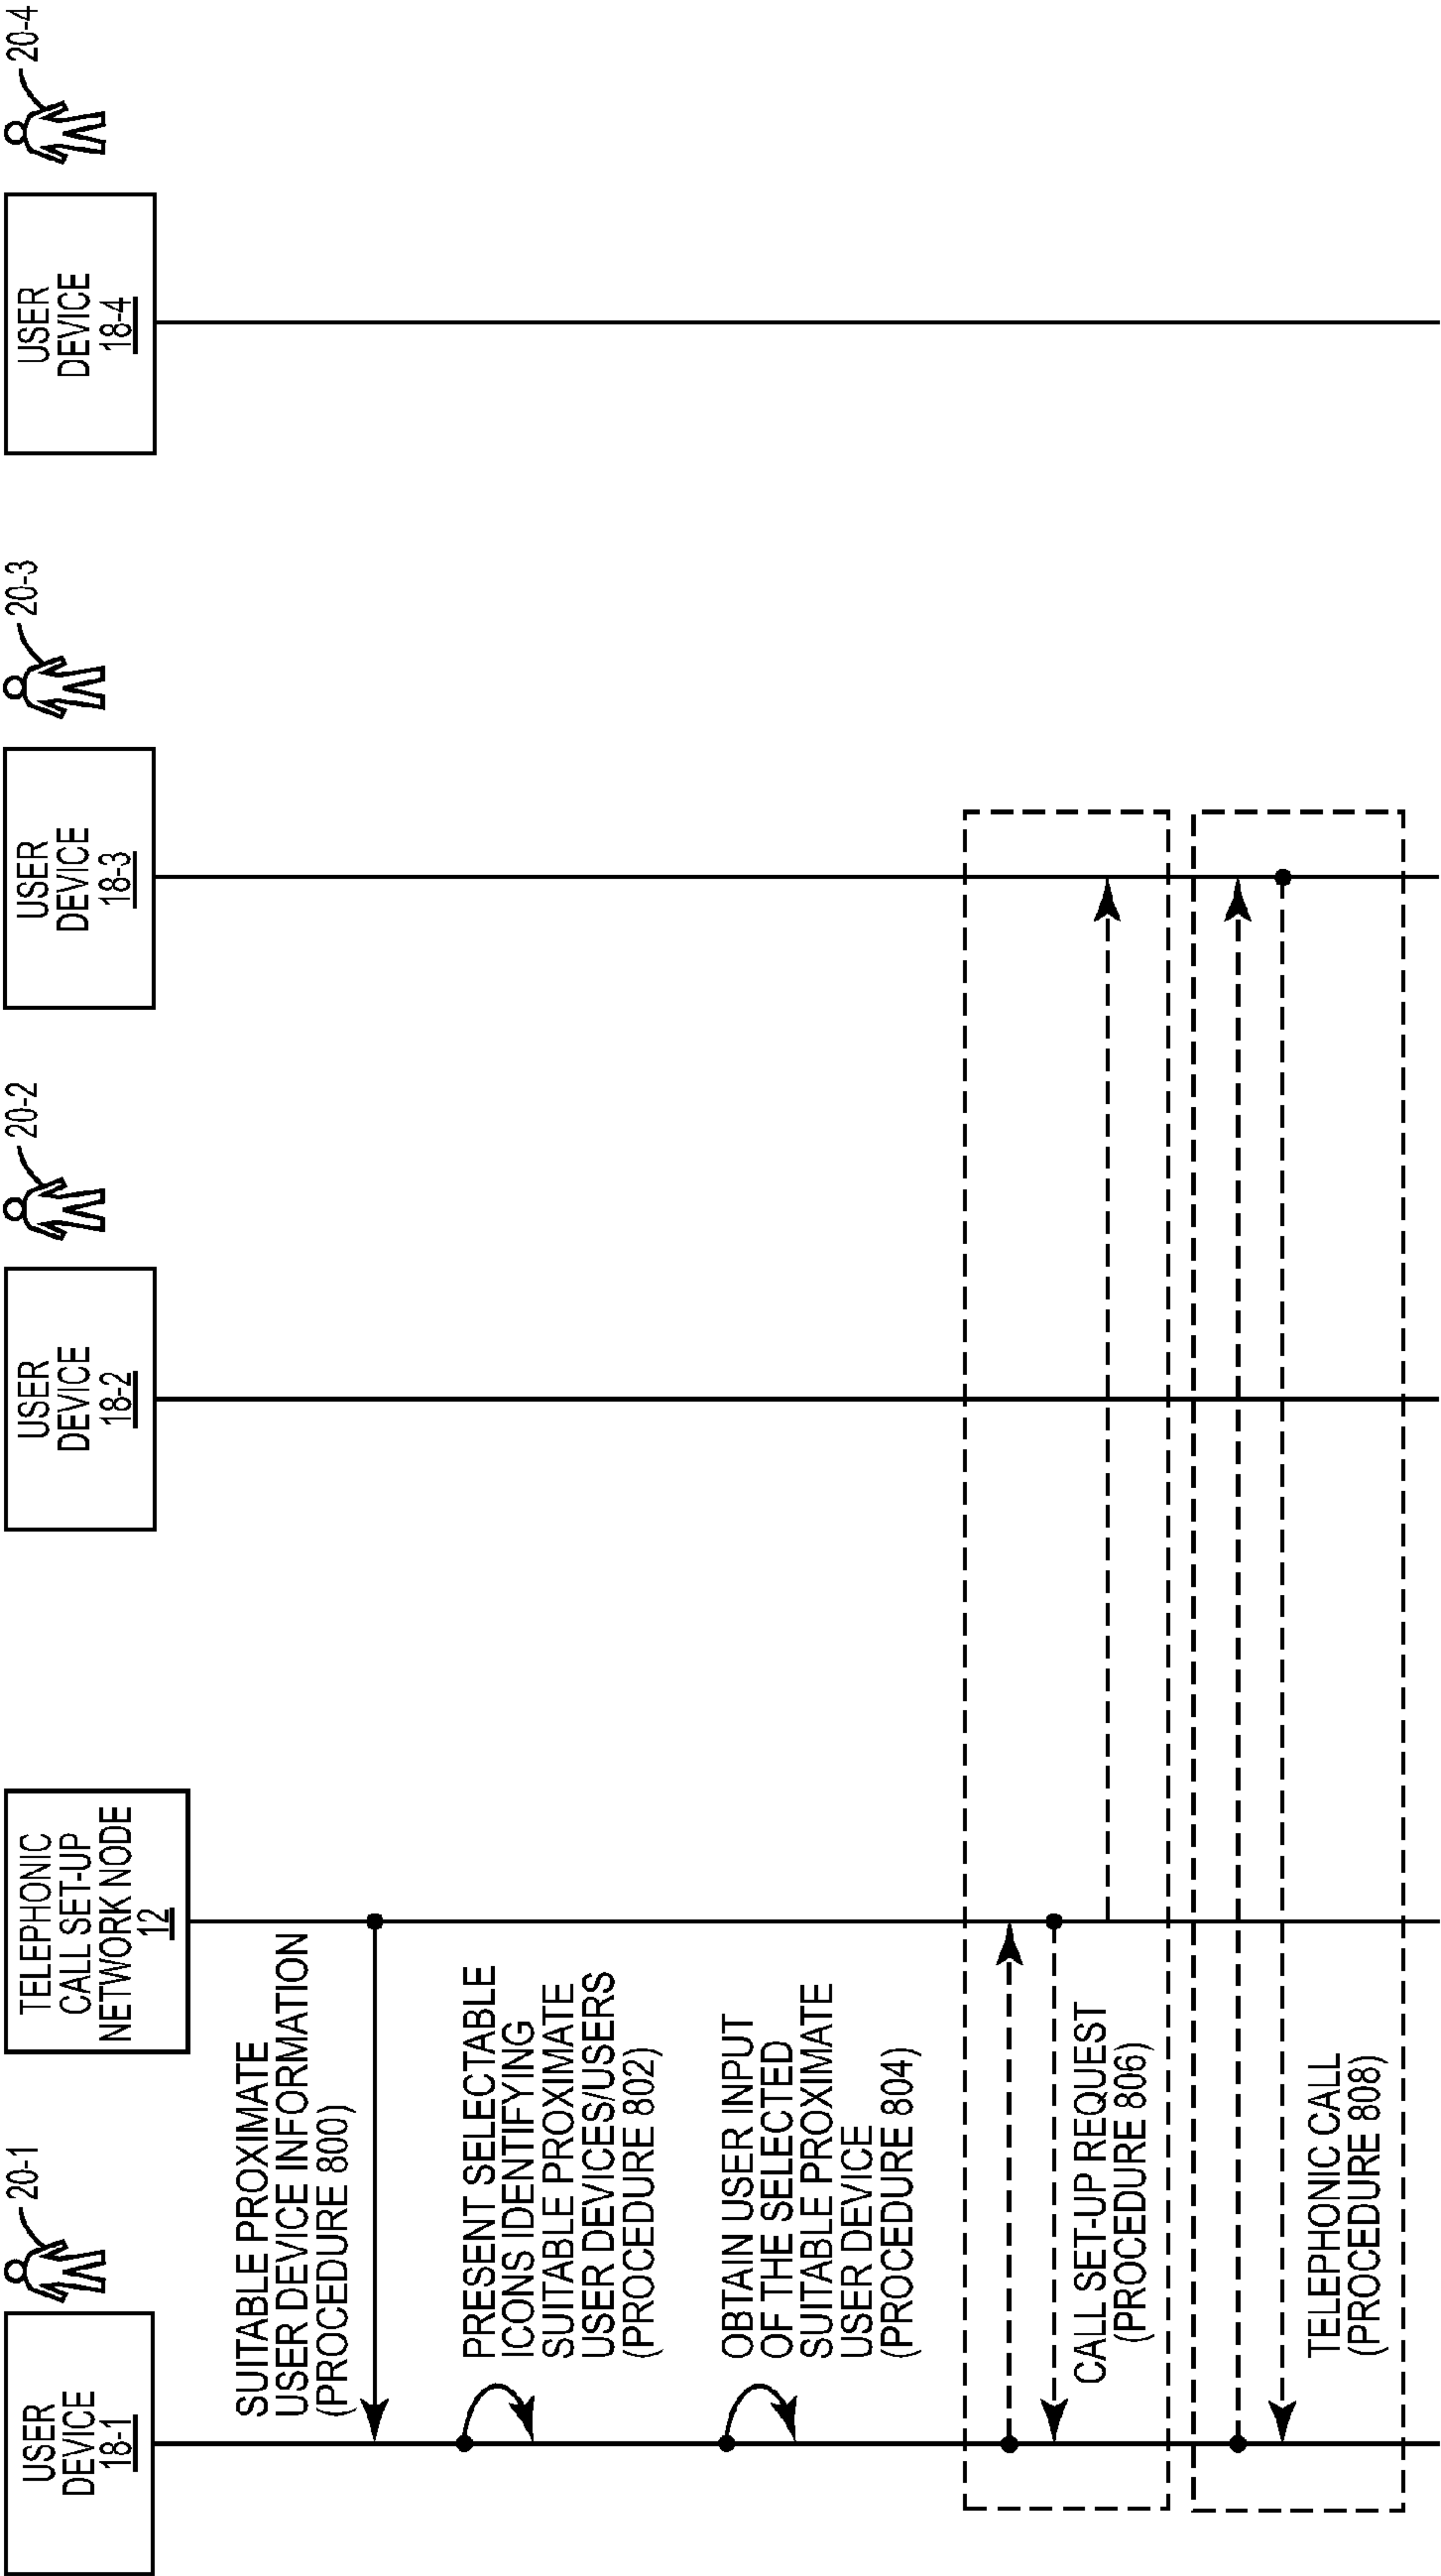 USER
DEVICE
18-1
20-1
TELEPHONIC
CALL SET-UP
NETWORK NODE
12
USER
DEVICE
18-2
20-2
USER
DEVICE
18-3
20-3
USER
DEVICE
18-4
20-4
SUITABLE PROXIMATE
USER DEVICE INFORMATION
(PROCEDURE 800)
PRESENT SELECTABLE
ICONS IDENTIFYING
SUITABLE PROXIMATE
USER DEVICES/USERS
(PROCEDURE 802)
OBTAIN USER INPUT
OF THE SELECTED
SUITABLE PROXIMATE
USER DEVICE
(PROCEDURE 804)
CALL SET-UP REQUEST
(PROCEDURE 806)
TELEPHONIC CALL
(PROCEDURE 808)